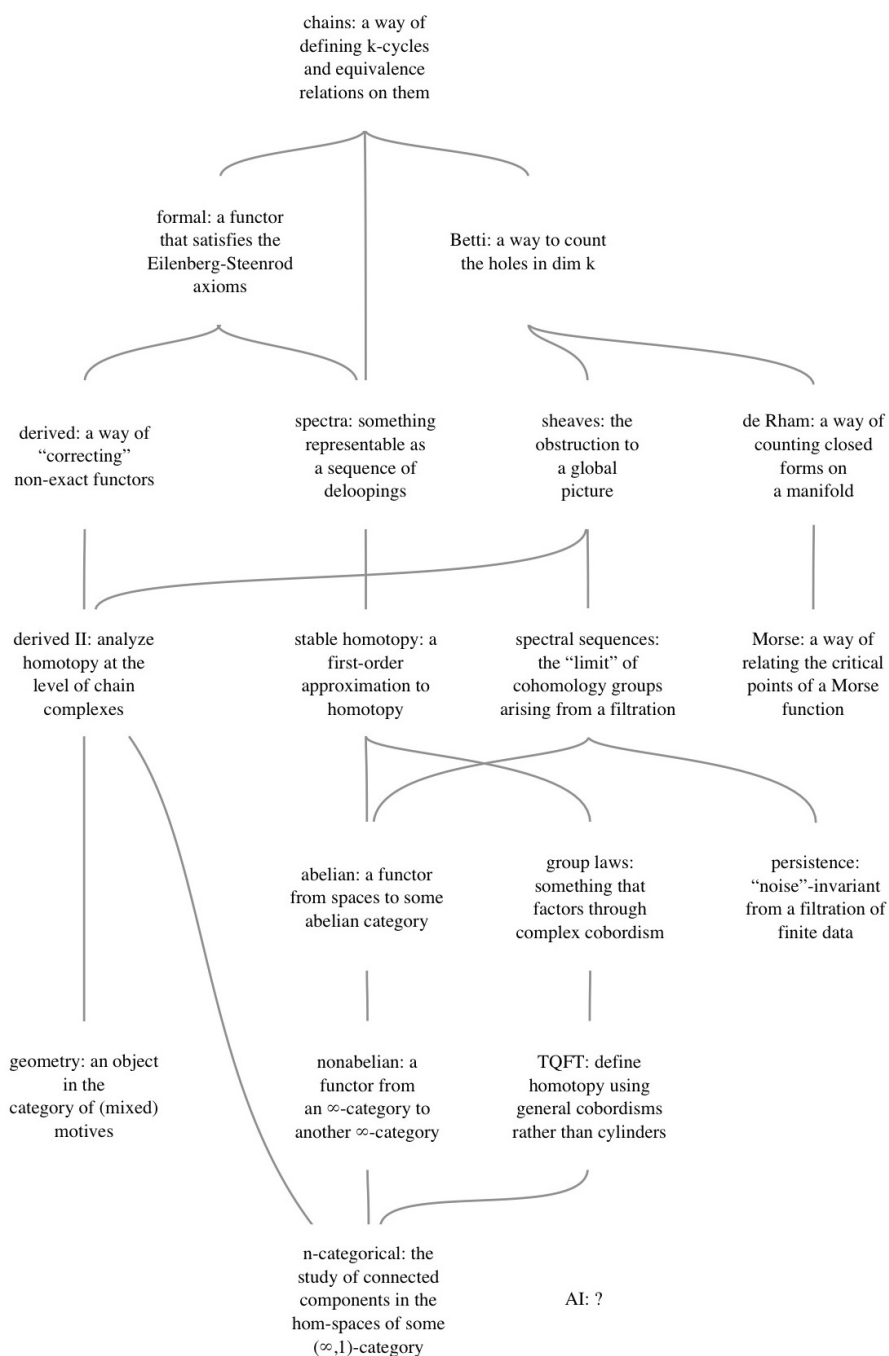 chains: a way of
defining k-cycles
and equivalence
relations on them
formal: a functor
that satisfies the
Eilenberg-Steenrod
axioms
Betti: a way to count
the holes in dim k
derived: a way of
“correcting”
non-exact functors
spectra: something
representable as
a sequence of
deloopings
sheaves: the
obstruction to
a global
picture
de Rham: a way of
counting closed
forms on
a manifold
derived II: analyze
homotopy at the
level of chain
complexes
stable homotopy: a
first-order
approximation to
homotopy
spectral sequences:
the “limit” of
cohomology groups
arising from a filtration
Morse: a way of
relating the critical
points of a Morse
function
abelian: a functor
from spaces to some
abelian category
group laws:
something that
factors through
complex cobordism
persistence:
“noise”-invariant
from a filtration of
finite data
geometry: an object
in the
category of (mixed)
motives
nonabelian: a
functor from
an ∞-category to
another ∞-category
TQFT: define
homotopy using
general cobordisms
rather than cylinders
n-categorical: the
study of connected
components in the
hom-spaces of some
(∞,1)-category
AI: ?